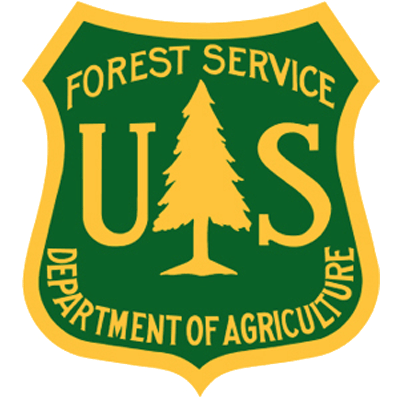 FOREST SERVICE
U S
DEPARTMENT OF AGRICULTURE